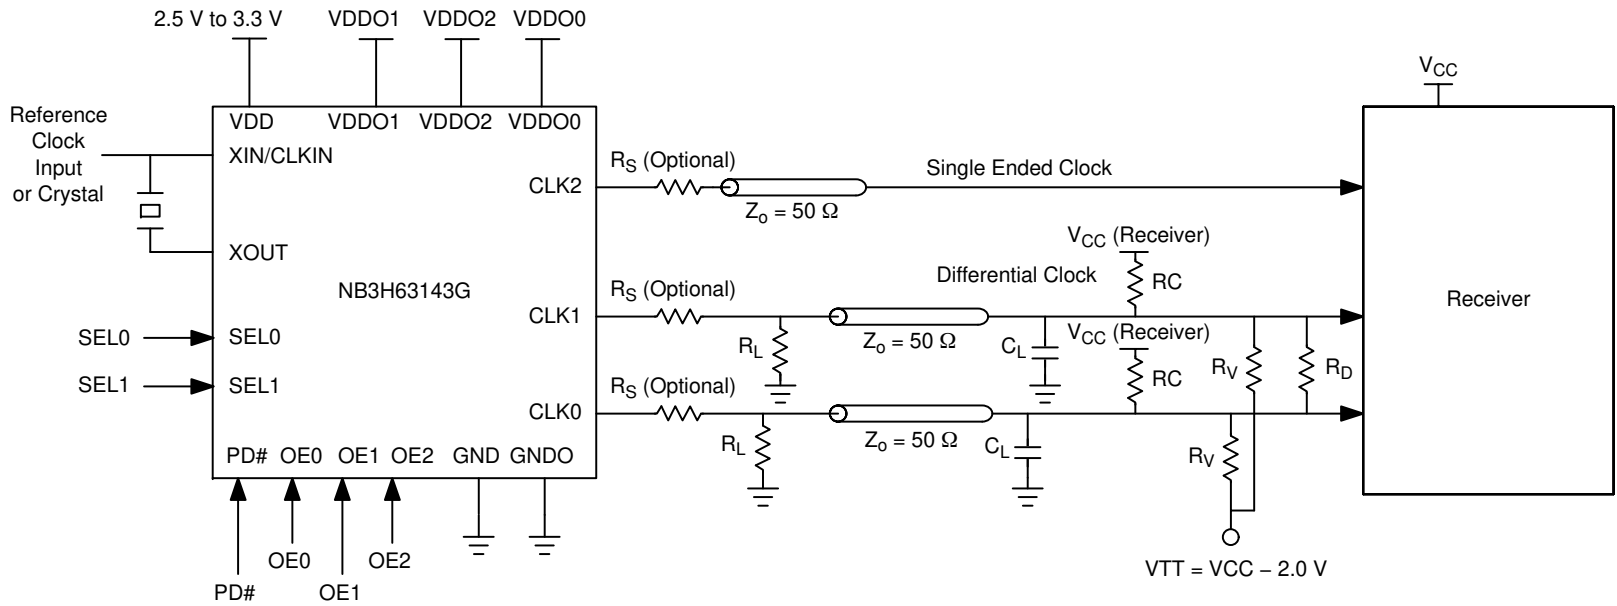 2.5 V to 3.3 V VDDO1 VDDO2 VDDO0
VCC
Reference
Clock
Input
or Crystal
VDD VDDO1 VDDO2 VDDO0
XIN/CLKIN
XOUT
NB3H63143G
CLK2
CLK1
CLK0
SEL0 SEL0
SEL1 SEL1
PD# OE0 OE1 OE2 GND GNDO
OE0 OE2
PD# OE1
RS (Optional)
Zo = 50 Ω
Single Ended Clock
VCC (Receiver)
RC
Differential Clock
RS (Optional)
RL
Zo = 50 Ω
CL
VCC (Receiver)
RC
RV
RD
RS (Optional)
RL
Zo = 50 Ω
CL
RV
VTT = VCC − 2.0 V
Receiver